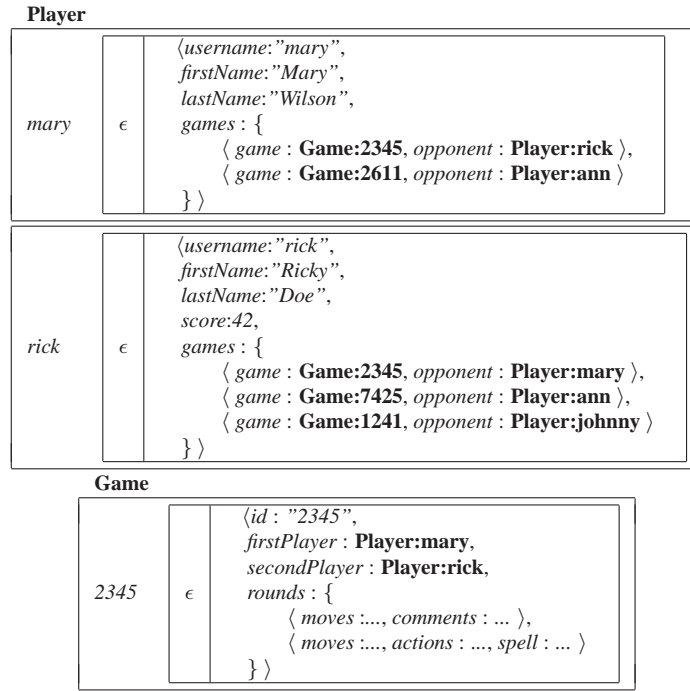 Player
⟨username:"mary",
firstName:"Mary",
lastName:"Wilson",
mary ϵ games : {
⟨ game : Game:2345, opponent : Player:rick ⟩,
⟨ game : Game:2611, opponent : Player:ann ⟩
} ⟩
⟨username:"rick",
firstName:"Ricky",
lastName:"Doe",
score:42,
rick ϵ games : {
⟨ game : Game:2345, opponent : Player:mary ⟩,
⟨ game : Game:7425, opponent : Player:ann ⟩,
⟨ game : Game:1241, opponent : Player:johnny ⟩
} ⟩
Game
⟨id : "2345",
firstPlayer : Player:mary,
secondPlayer : Player:rick,
2345 ϵ rounds : {
⟨ moves :..., comments : ... ⟩,
⟨ moves :..., actions : ..., spell : ... ⟩
} ⟩